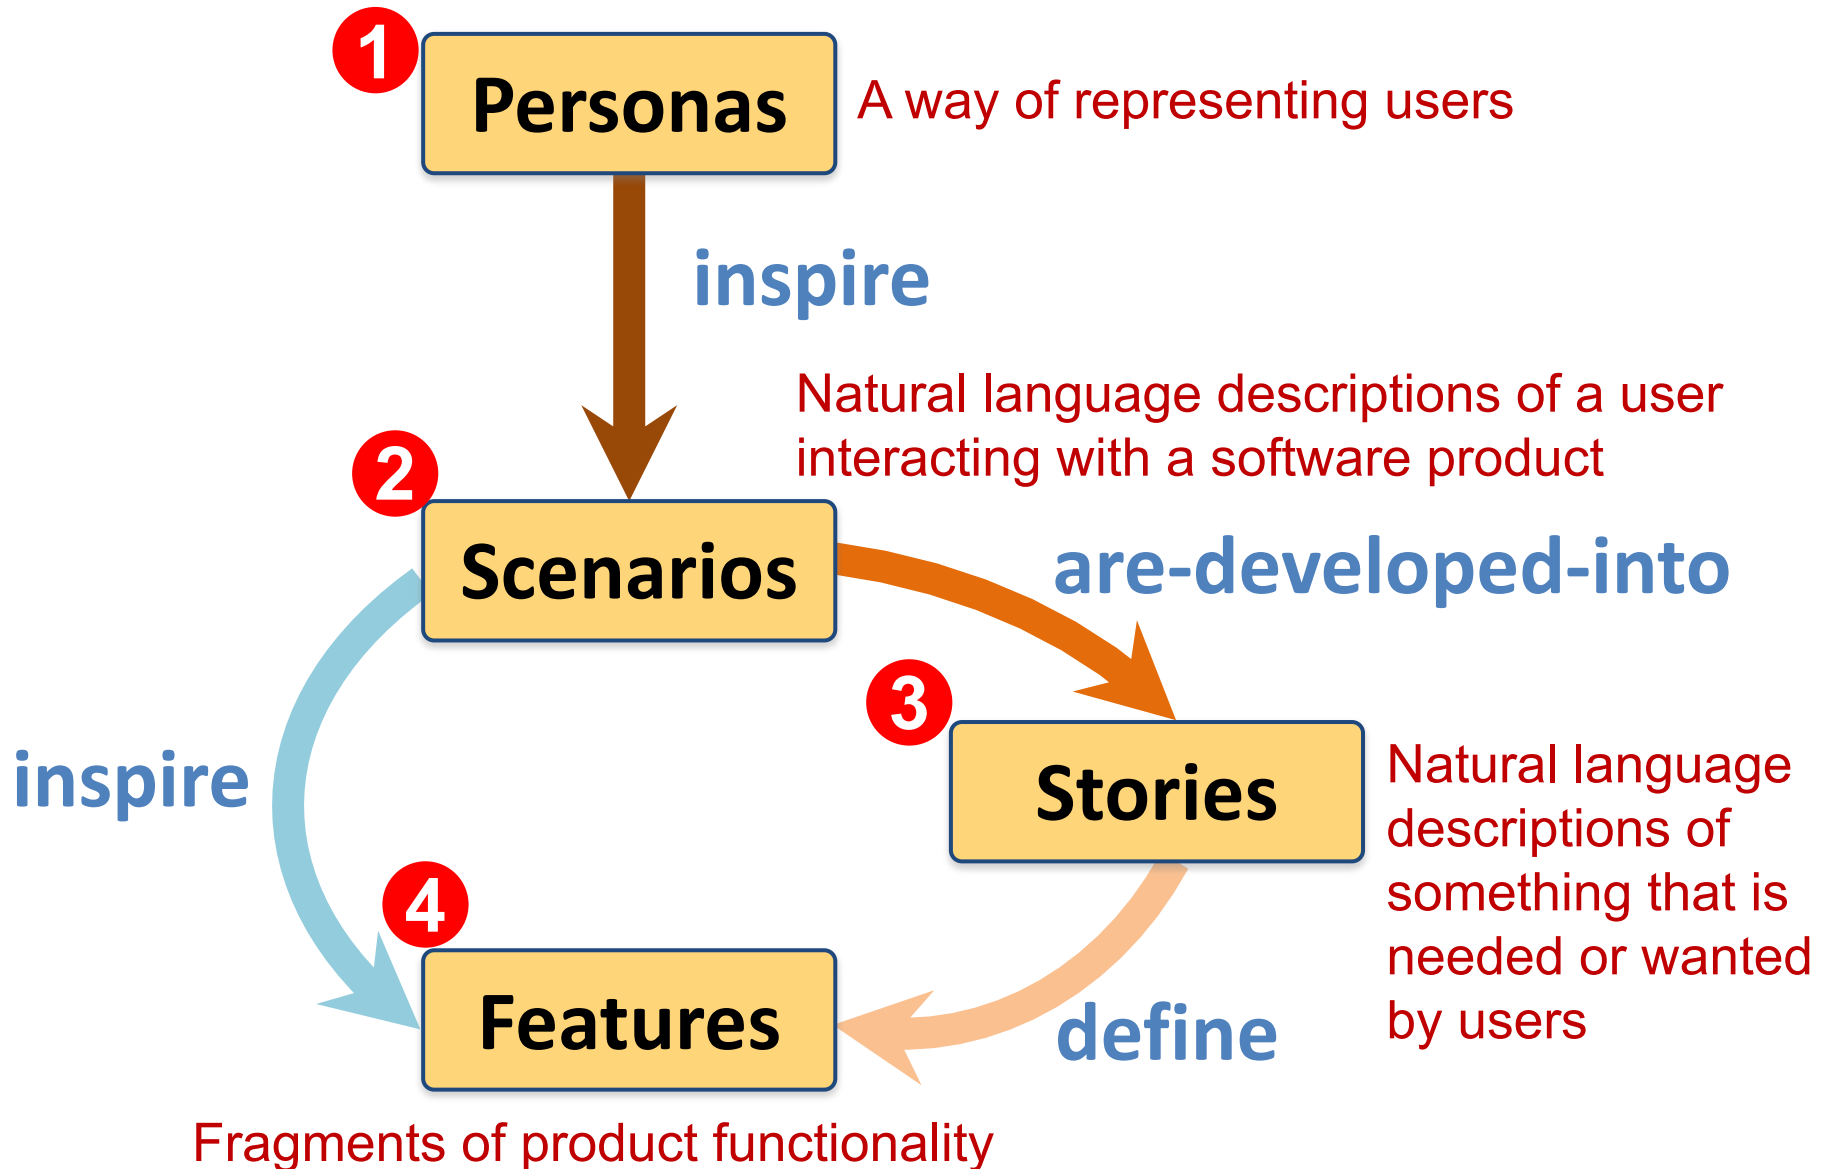 1
Personas
A way of representing users
inspire
Natural language descriptions of a user
interacting with a software product
2
Scenarios
are-developed-into
3
Stories
Natural language
descriptions of
something that is
needed or wanted
by users
inspire
4
Features
define
Fragments of product functionality